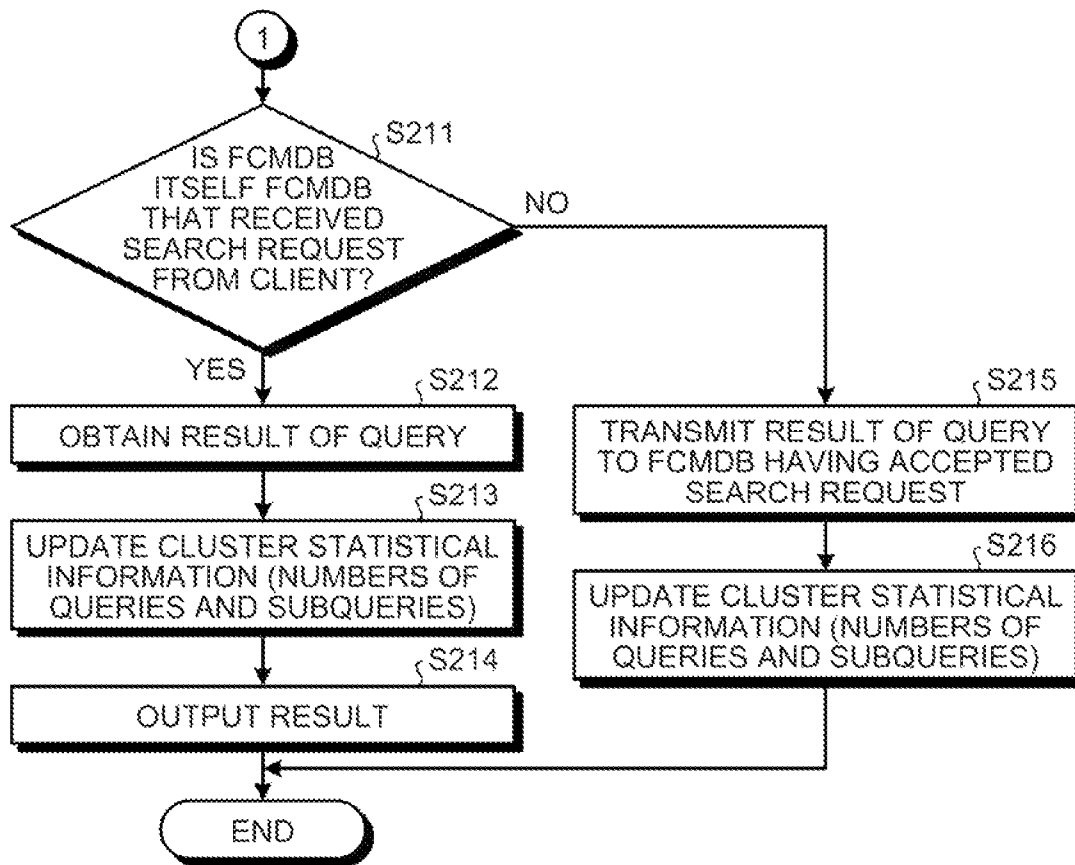 1
S211
IS FCMDB
ITSELF FCMDB
THAT RECEIVED
SEARCH REQUEST
FROM CLIENT?
NO
YES
S212
OBTAIN RESULT OF QUERY
S213
UPDATE CLUSTER STATISTICAL
INFORMATION (NUMBERS OF
QUERIES AND SUBQUERIES)
S214
OUTPUT RESULT
S215
TRANSMIT RESULT OF QUERY
TO FCMDB HAVING ACCEPTED
SEARCH REQUEST
S216
UPDATE CLUSTER STATISTICAL
INFORMATION (NUMBERS OF
QUERIES AND SUBQUERIES)
END